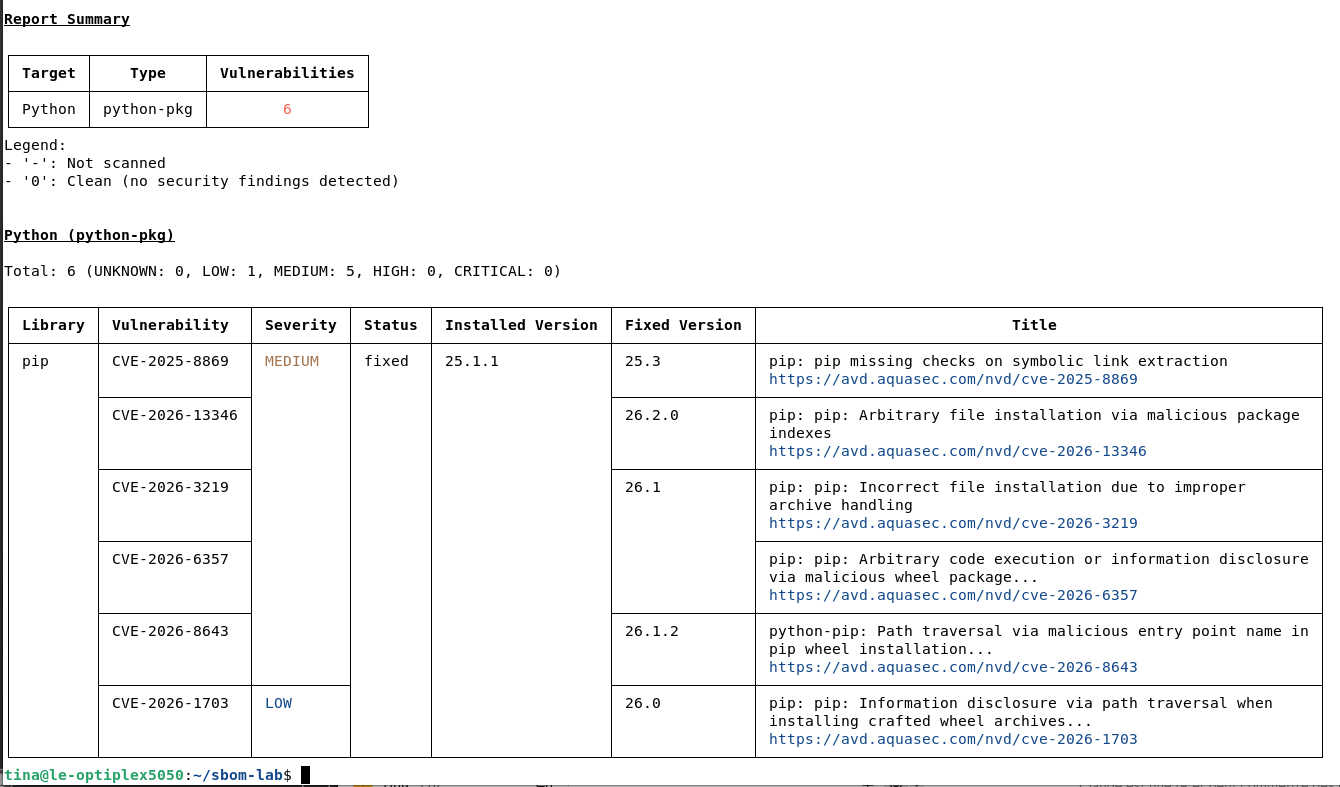 Report Summary
Target Type Vulnerabilities
Python python-pkg 6
Legend:
- '-': Not scanned
- '0': Clean (no security findings detected)
Python (python-pkg)
Total: 6 (UNKNOWN: 0, LOW: 1, MEDIUM: 5, HIGH: 0, CRITICAL: 0)
Library Vulnerability Severity Status Installed Version Fixed Version Title
pip CVE-2025-8869 MEDIUM fixed 25.1.1 25.3 pip: pip missing checks on symbolic link extraction
https://avd.aquasec.com/nvd/cve-2025-8869
CVE-2026-13346 26.2.0 pip: pip: Arbitrary file installation via malicious package
indexes
https://avd.aquasec.com/nvd/cve-2026-13346
CVE-2026-3219 26.1 pip: pip: Incorrect file installation due to improper
archive handling
https://avd.aquasec.com/nvd/cve-2026-3219
CVE-2026-6357 pip: pip: Arbitrary code execution or information disclosure
via malicious wheel package...
https://avd.aquasec.com/nvd/cve-2026-6357
CVE-2026-8643 26.1.2 python-pip: Path traversal via malicious entry point name in
pip wheel installation...
https://avd.aquasec.com/nvd/cve-2026-8643
CVE-2026-1703 LOW 26.0 pip: pip: Information disclosure via path traversal when
installing crafted wheel archives...
https://avd.aquasec.com/nvd/cve-2026-1703
tina@le-optiplex5050:~/sbom-lab$